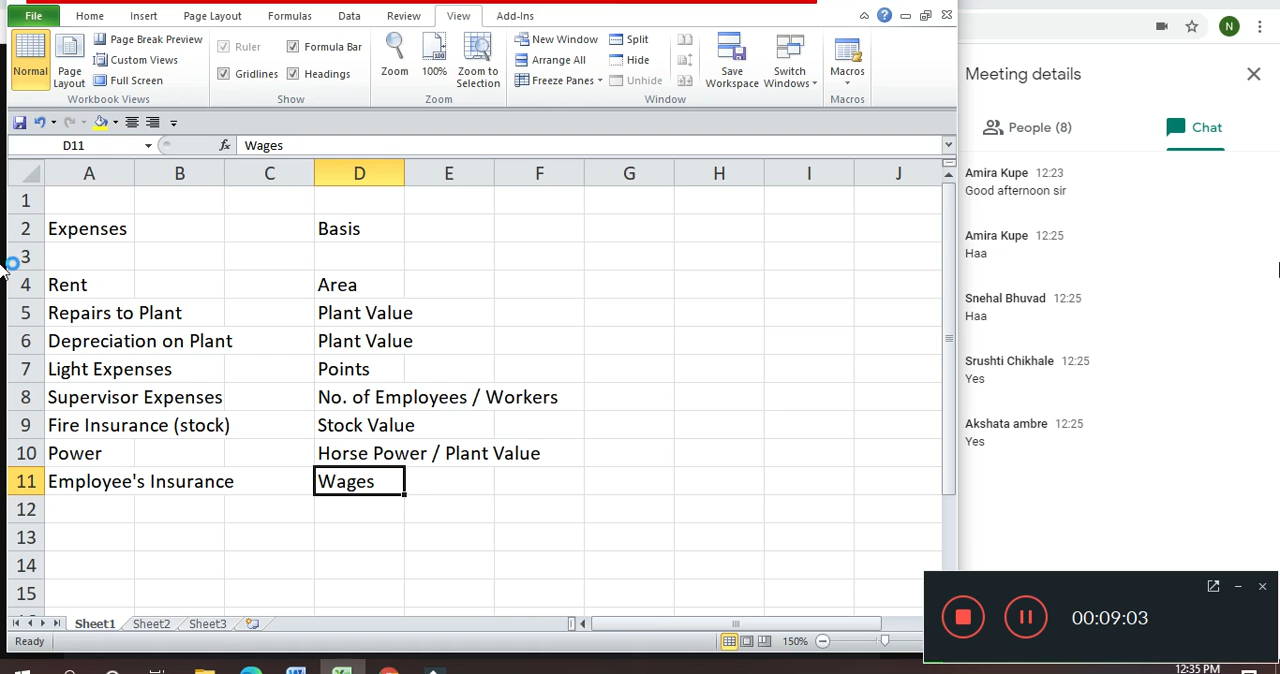 File Home Insert Page Layout Formulas Data Review View Add-Ins
Normal
Page Layout
Page Break Preview
Custom Views
Full Screen
Workbook Views
Ruler
Formula Bar
Gridlines
Headings
Show
Zoom
100%
Zoom to Selection
Zoom
New Window
Arrange All
Freeze Panes
Split
Hide
Unhide
Save Workspace
Switch Windows
Window
Macros
Macros
D11 fx Wages
A B C D E F G H I J
1
2 Expenses Basis
3
4 Rent Area
5 Repairs to Plant Plant Value
6 Depreciation on Plant Plant Value
7 Light Expenses Points
8 Supervisor Expenses No. of Employees / Workers
9 Fire Insurance (stock) Stock Value
10 Power Horse Power / Plant Value
11 Employee's Insurance Wages
12
13
14
15
Sheet1 Sheet2 Sheet3
Ready 150%
N
Meeting details
People (8) Chat
Amira Kupe 12:23
Good afternoon sir
Amira Kupe 12:25
Haa
Snehal Bhuvad 12:25
Haa
Srushti Chikhale 12:25
Yes
Akshata ambre 12:25
Yes
00:09:03
12:35 PM